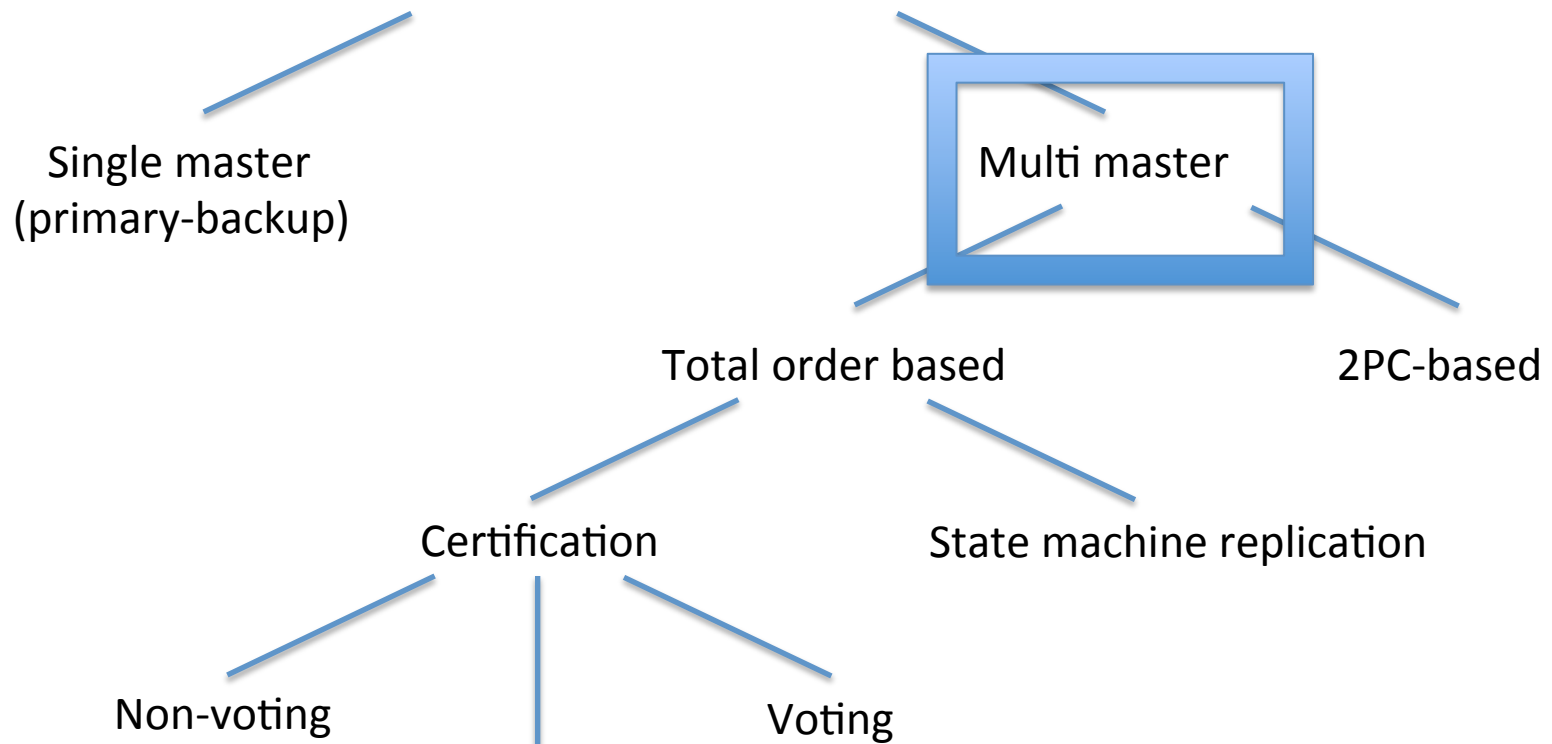 Single master
(primary-backup)
Multi master
Total order based
2PC-based
Certification
State machine replication
Non-voting
Voting